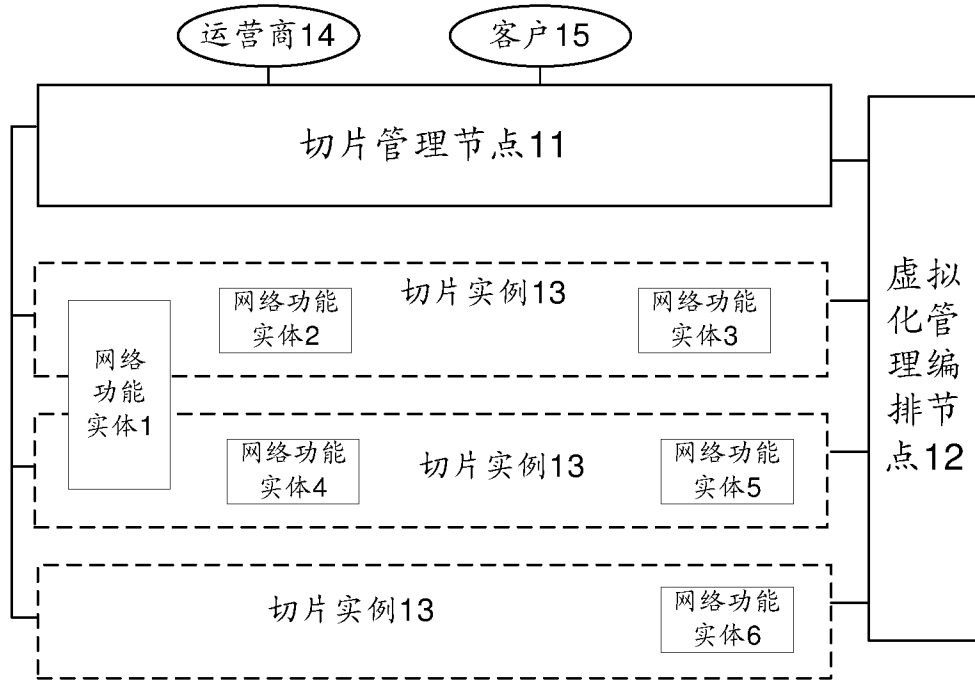 运营商14
客户15
切片管理节点11
虚拟
化管
理编
排节
点12
切片实例13
网络功能
实体2
网络功能
实体3
网络
功能
实体1
切片实例13
网络功能
实体4
网络功能
实体5
切片实例13
网络功能
实体6